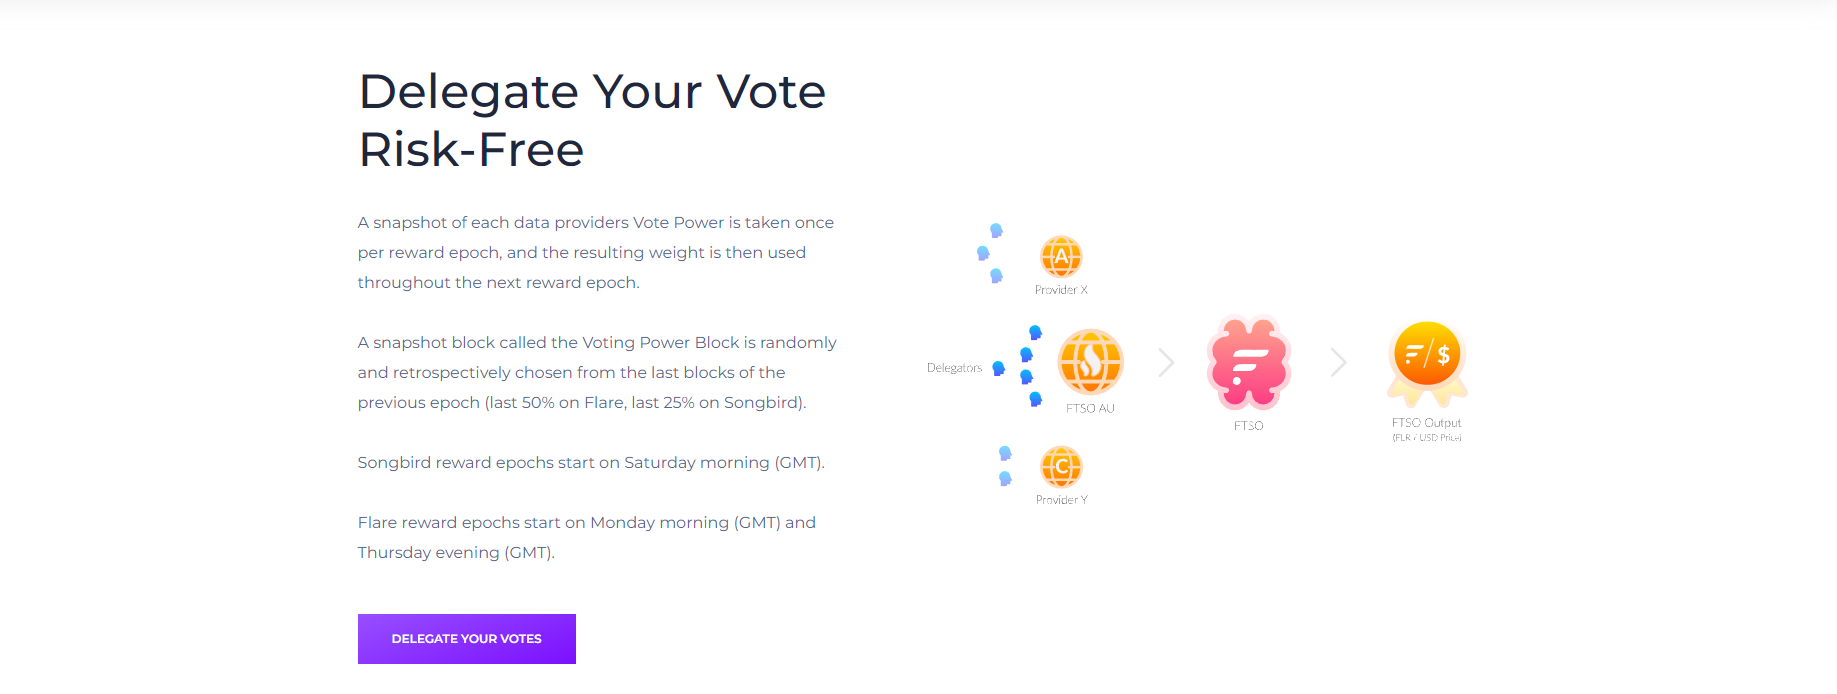 Delegate Your Vote
Risk-Free
A snapshot of each data providers Vote Power is taken once
per reward epoch, and the resulting weight is then used
throughout the next reward epoch.
A snapshot block called the Voting Power Block is randomly
and retrospectively chosen from the last blocks of the
previous epoch (last 50% on Flare, last 25% on Songbird).
Songbird reward epochs start on Saturday morning (GMT).
Flare reward epochs start on Monday morning (GMT) and
Thursday evening (GMT).
DELEGATE YOUR VOTES
A
Provider X
Delegators
FTSO AU
C
Provider Y
FTSO
F/$
FTSO Output
(FLR / USD Price)